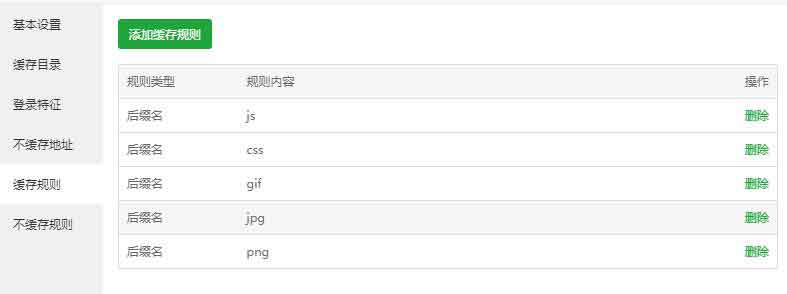 基本设置
缓存目录
登录特征
不缓存地址
缓存规则
不缓存规则
添加缓存规则
规则类型 规则内容 操作
后缀名 js 删除
后缀名 css 删除
后缀名 gif 删除
后缀名 jpg 删除
后缀名 png 删除